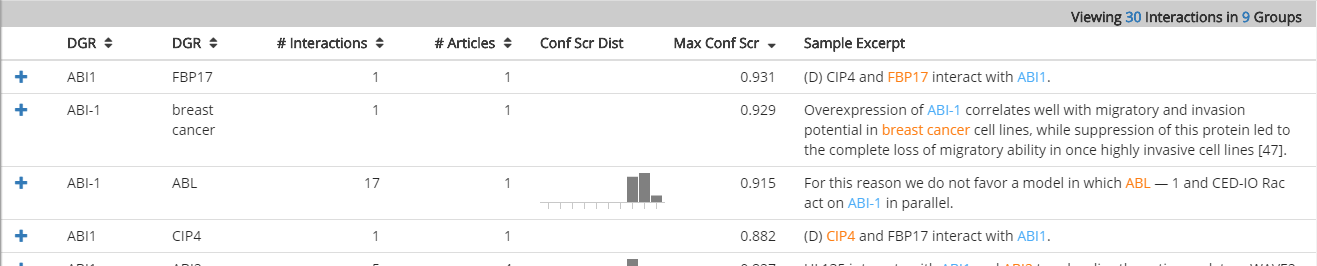 Viewing 30 Interactions in 9 Groups
DGR DGR # Interactions # Articles Conf Scr Dist Max Conf Scr Sample Excerpt
ABI1 FBP17 1 1 0.931 (D) CIP4 and FBP17 interact with ABI1.
ABI-1 breast 1 1 0.929 Overexpression of ABI-1 correlates well with migratory and invasion
cancer potential in breast cancer cell lines, while suppression of this protein led to
the complete loss of migratory ability in once highly invasive cell lines [47].
ABI-1 ABL 17 1 0.915 For this reason we do not favor a model in which ABL — 1 and CED-IO Rac
act on ABI-1 in parallel.
ABI1 CIP4 1 1 0.882 (D) CIP4 and FBP17 interact with ABI1.